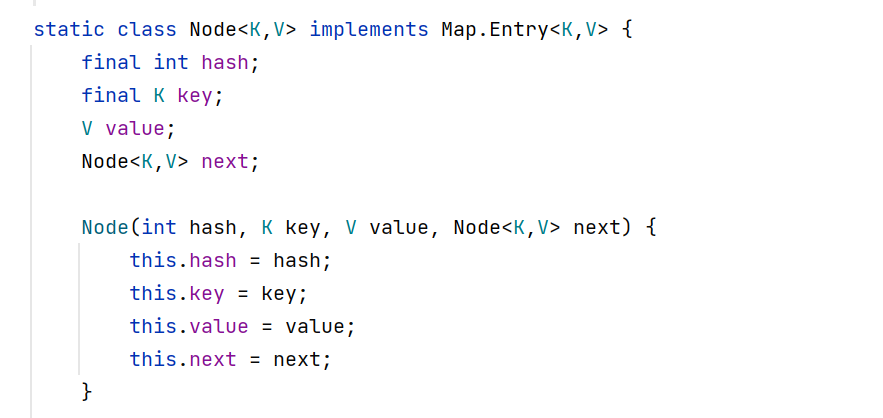 static class Node<K,V> implements Map.Entry<K,V> {
final int hash;
final K key;
V value;
Node<K,V> next;
Node(int hash, K key, V value, Node<K,V> next) {
this.hash = hash;
this.key = key;
this.value = value;
this.next = next;
}